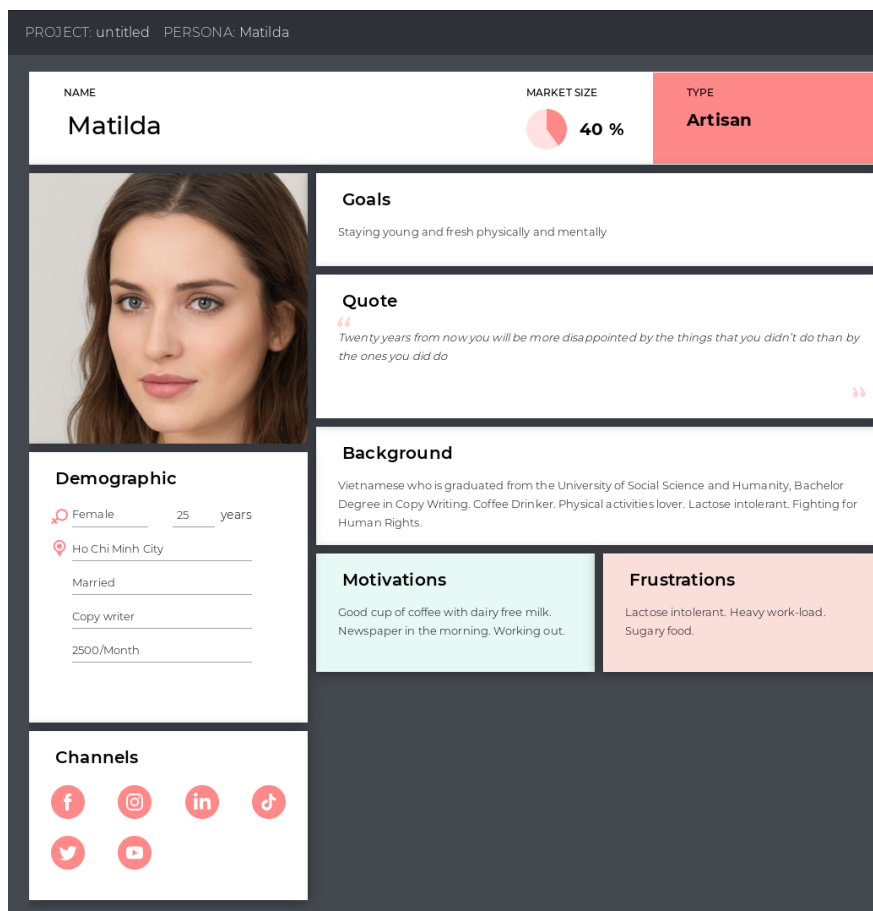 PROJECT: untitled PERSONA: Matilda
NAME
Matilda
MARKET SIZE
40 %
TYPE
Artisan
Goals
Staying young and fresh physically and mentally
Quote
“
Twenty years from now you will be more disappointed by the things that you didn’t do than by
the ones you did do
”
Background
Vietnamese who is graduated from the University of Social Science and Humanity, Bachelor
Degree in Copy Writing. Coffee Drinker. Physical activities lover. Lactose intolerant. Fighting for
Human Rights.
Demographic
Female 25 years
Ho Chi Minh City
Married
Copy writer
2500/Month
Motivations
Good cup of coffee with dairy free milk.
Newspaper in the morning. Working out.
Frustrations
Lactose intolerant. Heavy work-load.
Sugary food.
Channels